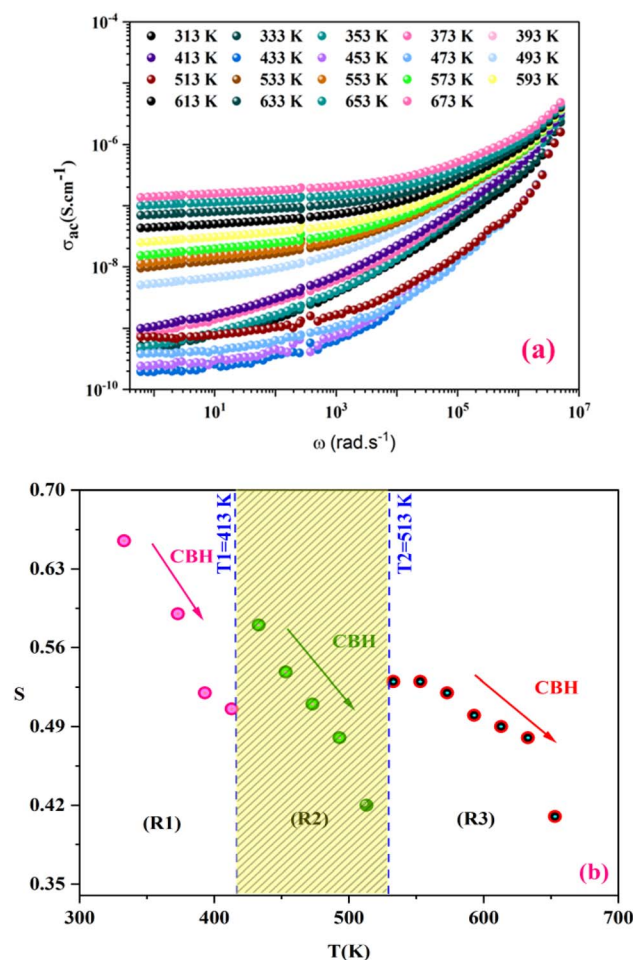 10⁻⁴
313 K 333 K 353 K 373 K 393 K
413 K 433 K 453 K 473 K 493 K
513 K 533 K 553 K 573 K 593 K
613 K 633 K 653 K 673 K
10⁻⁶
σac(S.cm⁻¹)
10⁻⁸
(a)
10⁻¹⁰
10¹ 10³ 10⁵ 10⁷
ω (rad.s⁻¹)
0.70
T1=413 K
T2=513 K
CBH
0.63
CBH
0.56
CBH
S
0.49
0.42
(R1) (R2) (R3)
(b)
0.35
300 400 500 600 700
T(K)